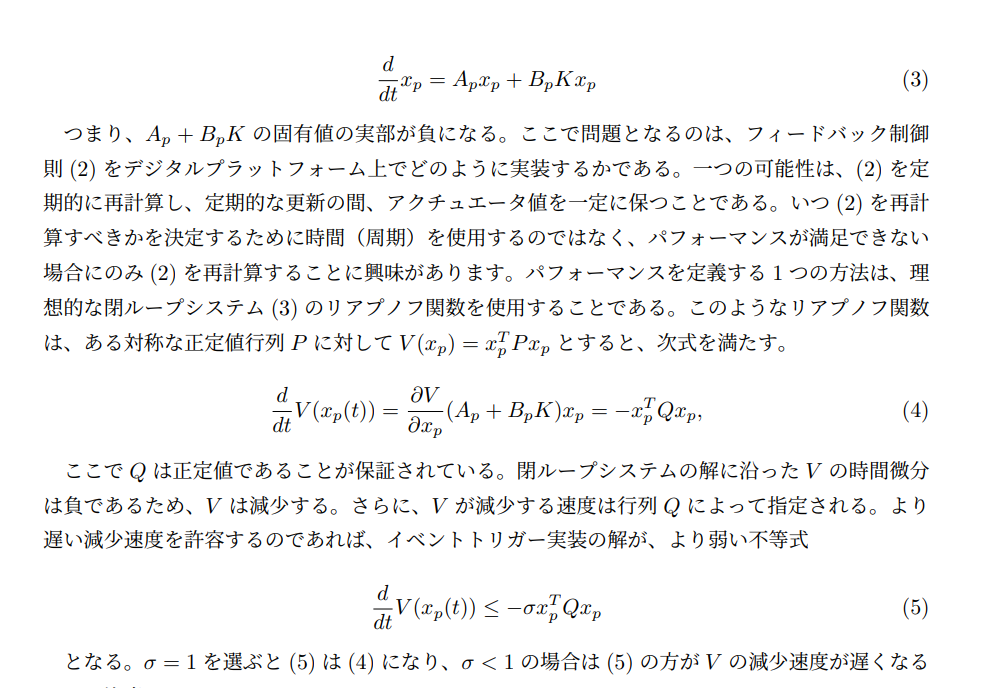 d/dt x_p = A_p x_p + B_p K x_p (3)
つまり、A_p + B_p K の固有値の実部が負になる。ここで問題となるのは、フィードバック制御
則 (2) をデジタルプラットフォーム上でどのように実装するかである。一つの可能性は、(2) を定
期的に再計算し、定期的な更新の間、アクチュエータ値を一定に保つことである。いつ (2) を再計
算すべきかを決定するために時間（周期）を使用するのではなく、パフォーマンスが満足できない
場合にのみ (2) を再計算することに興味があります。パフォーマンスを定義する 1 つの方法は、理
想的な閉ループシステム (3) のリアプノフ関数を使用することである。このようなリアプノフ関数
は、ある対称な正定値行列 P に対して V(x_p) = x_p^T P x_p とすると、次式を満たす。
d/dt V(x_p(t)) = ∂V/∂x_p (A_p + B_p K)x_p = −x_p^T Q x_p, (4)
ここで Q は正定値であることが保証されている。閉ループシステムの解に沿った V の時間微分
は負であるため、V は減少する。さらに、V が減少する速度は行列 Q によって指定される。より
遅い減少速度を許容するのであれば、イベントトリガー実装の解が、より弱い不等式
d/dt V(x_p(t)) ≤ −σx_p^T Q x_p (5)
となる。σ = 1 を選ぶと (5) は (4) になり、σ < 1 の場合は (5) の方が V の減少速度が遅くなる